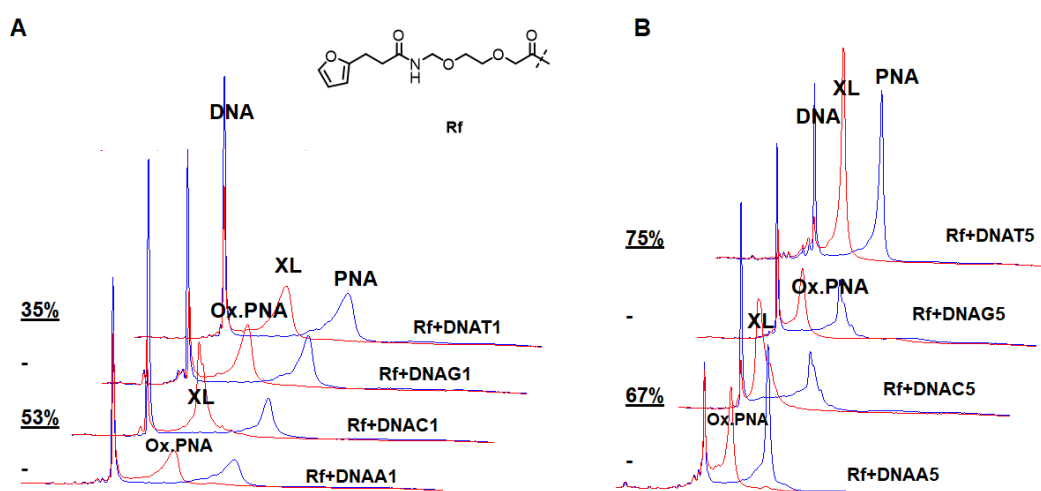 A
O
O
N
H
O
O
O
Rf
DNA
XL
PNA
35%
Rf+DNAT1
Ox.PNA
-
Rf+DNAG1
XL
53%
Rf+DNAC1
Ox.PNA
-
Rf+DNAA1
B
PNA
XL
DNA
75%
Rf+DNAT5
Ox.PNA
-
Rf+DNAG5
XL
67%
Rf+DNAC5
Ox.PNA
-
Rf+DNAA5